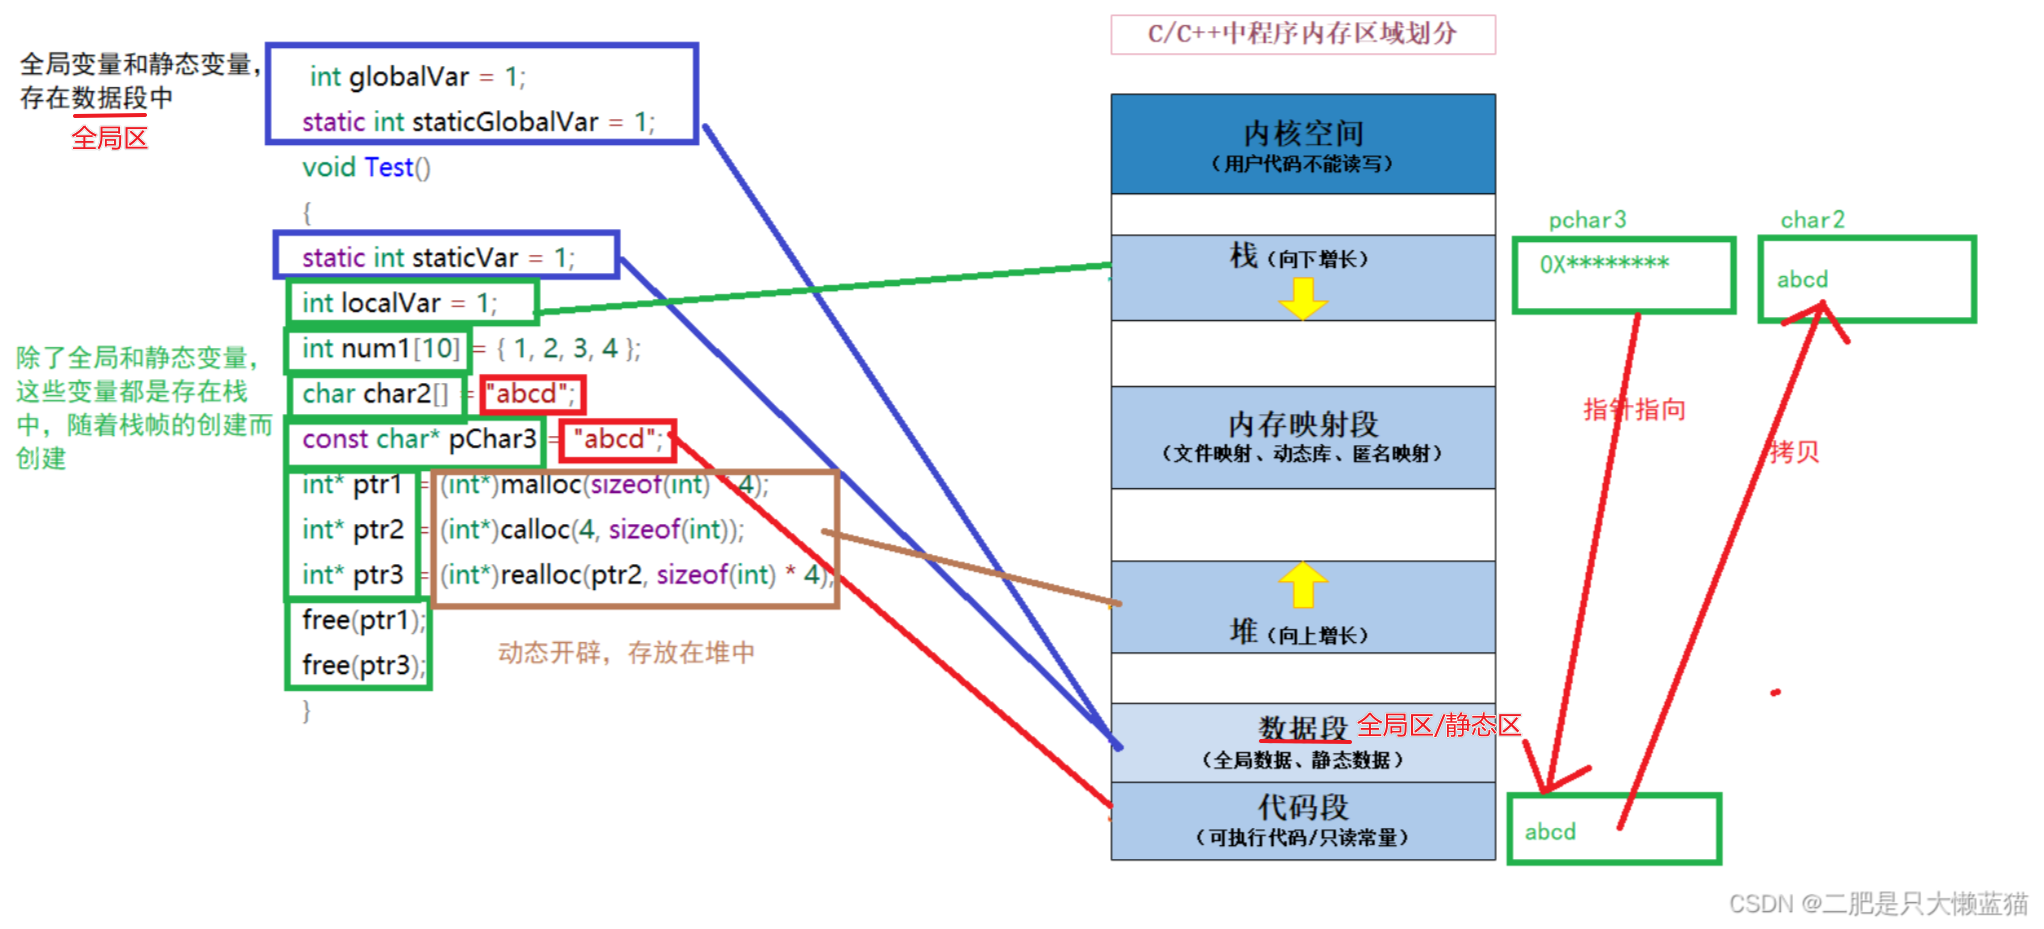 C/C++中程序内存区域划分
全局变量和静态变量，
存在数据段中
全局区
int globalVar = 1;
static int staticGlobalVar = 1;
void Test()
{
static int staticVar = 1;
int localVar = 1;
int num1[10] = { 1, 2, 3, 4 };
char char2[] = "abcd";
const char* pChar3 = "abcd";
int* ptr1 = (int*)malloc(sizeof(int) * 4);
int* ptr2 = (int*)calloc(4, sizeof(int));
int* ptr3 = (int*)realloc(ptr2, sizeof(int) * 4);
free(ptr1);
free(ptr3);
}
除了全局和静态变量，
这些变量都是存在栈
中，随着栈帧的创建而
创建
动态开辟，存放在堆中
内核空间
（用户代码不能读写）
栈（向下增长）
内存映射段
（文件映射、动态库、匿名映射）
堆（向上增长）
数据段 全局区/静态区
（全局数据、静态数据）
代码段
（可执行代码/只读常量）
pchar3
0X********
char2
abcd
指针指向
拷贝
abcd
CSDN @二肥是只大懒蓝猫